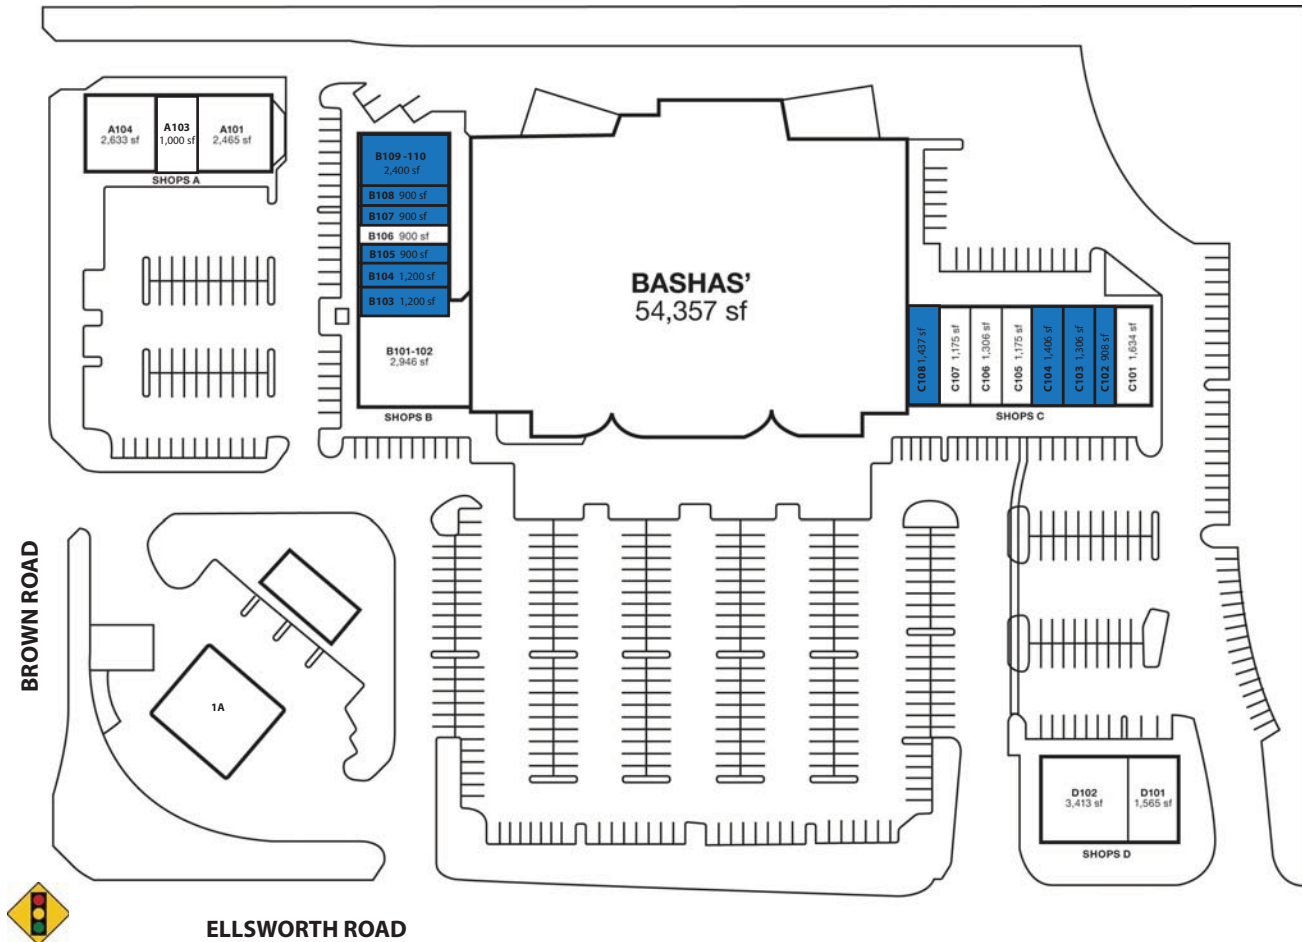 A104
2,633 sf
A103
1,000 sf
A101
2,465 sf
SHOPS A
B109 -110
2,400 sf
B108 900 sf
B107 900 sf
B106 900 sf
B105 900 sf
B104 1,200 sf
B103 1,200 sf
B101-102
2,946 sf
SHOPS B
BASHAS’
54,357 sf
C108 1,437 sf
C107 1,175 sf
C106 1,306 sf
C105 1,175 sf
C104 1,406 sf
C103 1,306 sf
C102 908 sf
C101 1,634 sf
SHOPS C
BROWN ROAD
1A
D102
3,413 sf
D101
1,565 sf
SHOPS D
ELLSWORTH ROAD